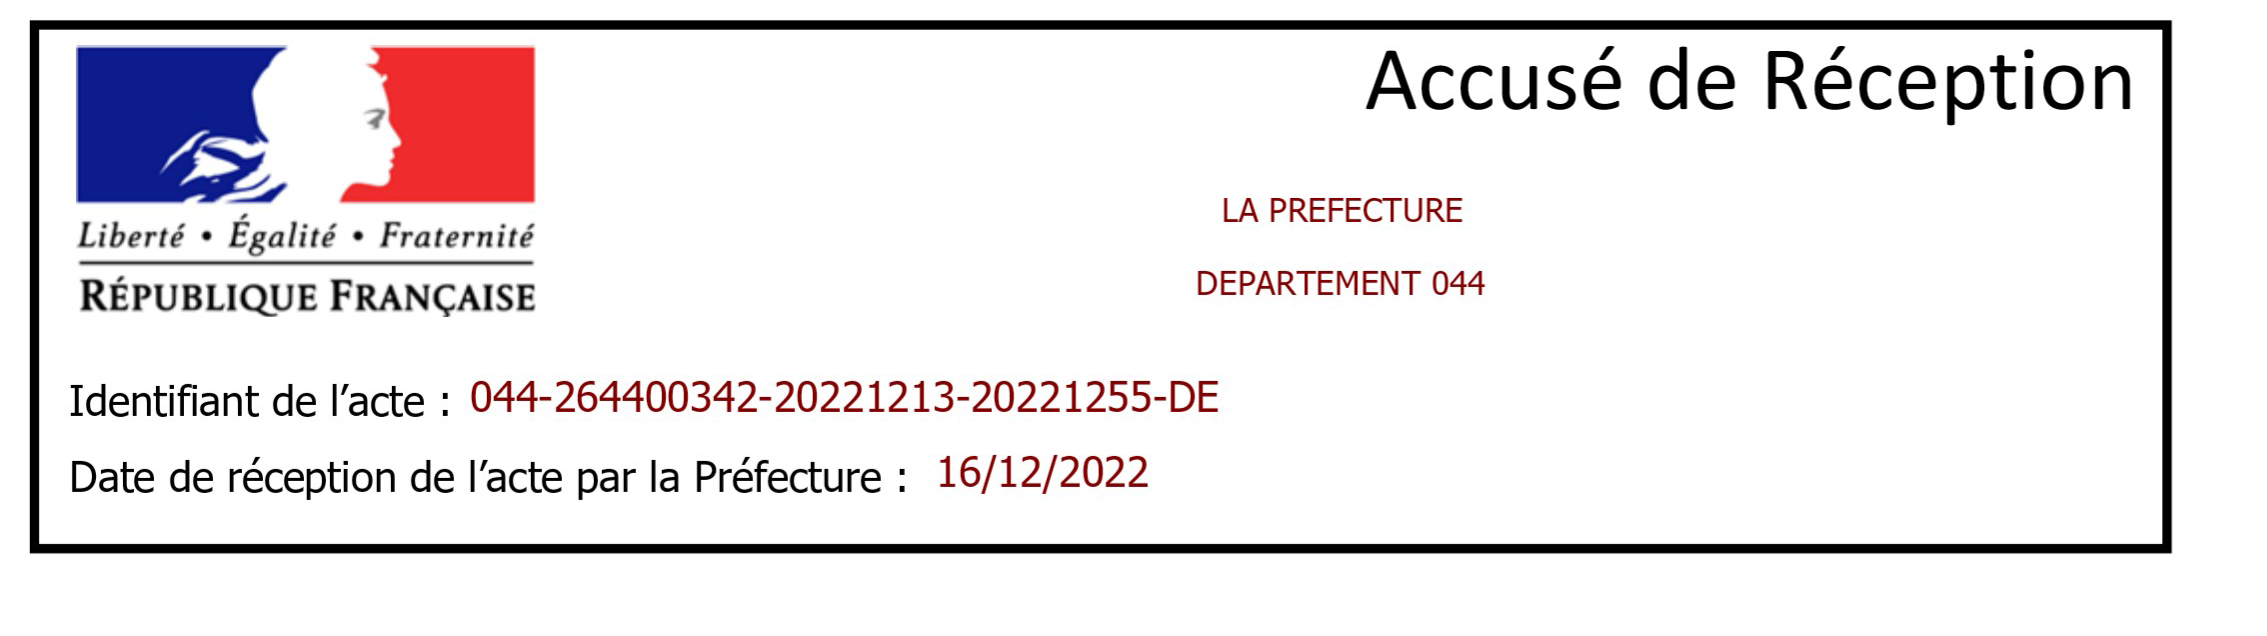 Accusé de Réception
LA PREFECTURE
DEPARTEMENT 044
Liberté • Égalité • Fraternité
RÉPUBLIQUE FRANÇAISE
Identifiant de l’acte : 044-264400342-20221213-20221255-DE
Date de réception de l’acte par la Préfecture : 16/12/2022